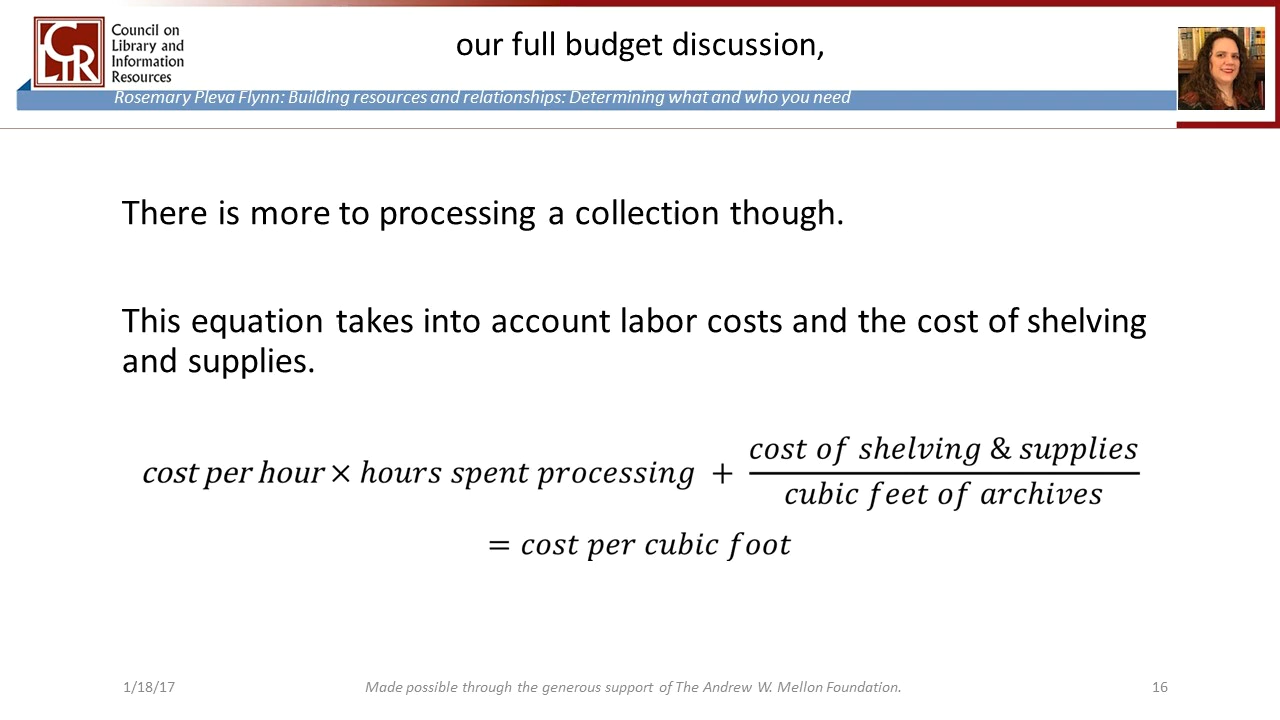 CLIR
Council on
Library and
Information
Resources
our full budget discussion,
Rosemary Pleva Flynn: Building resources and relationships: Determining what and who you need
There is more to processing a collection though.
This equation takes into account labor costs and the cost of shelving
and supplies.
cost per hour × hours spent processing + cost of shelving & supplies
cubic feet of archives
= cost per cubic foot
1/18/17 Made possible through the generous support of The Andrew W. Mellon Foundation. 16